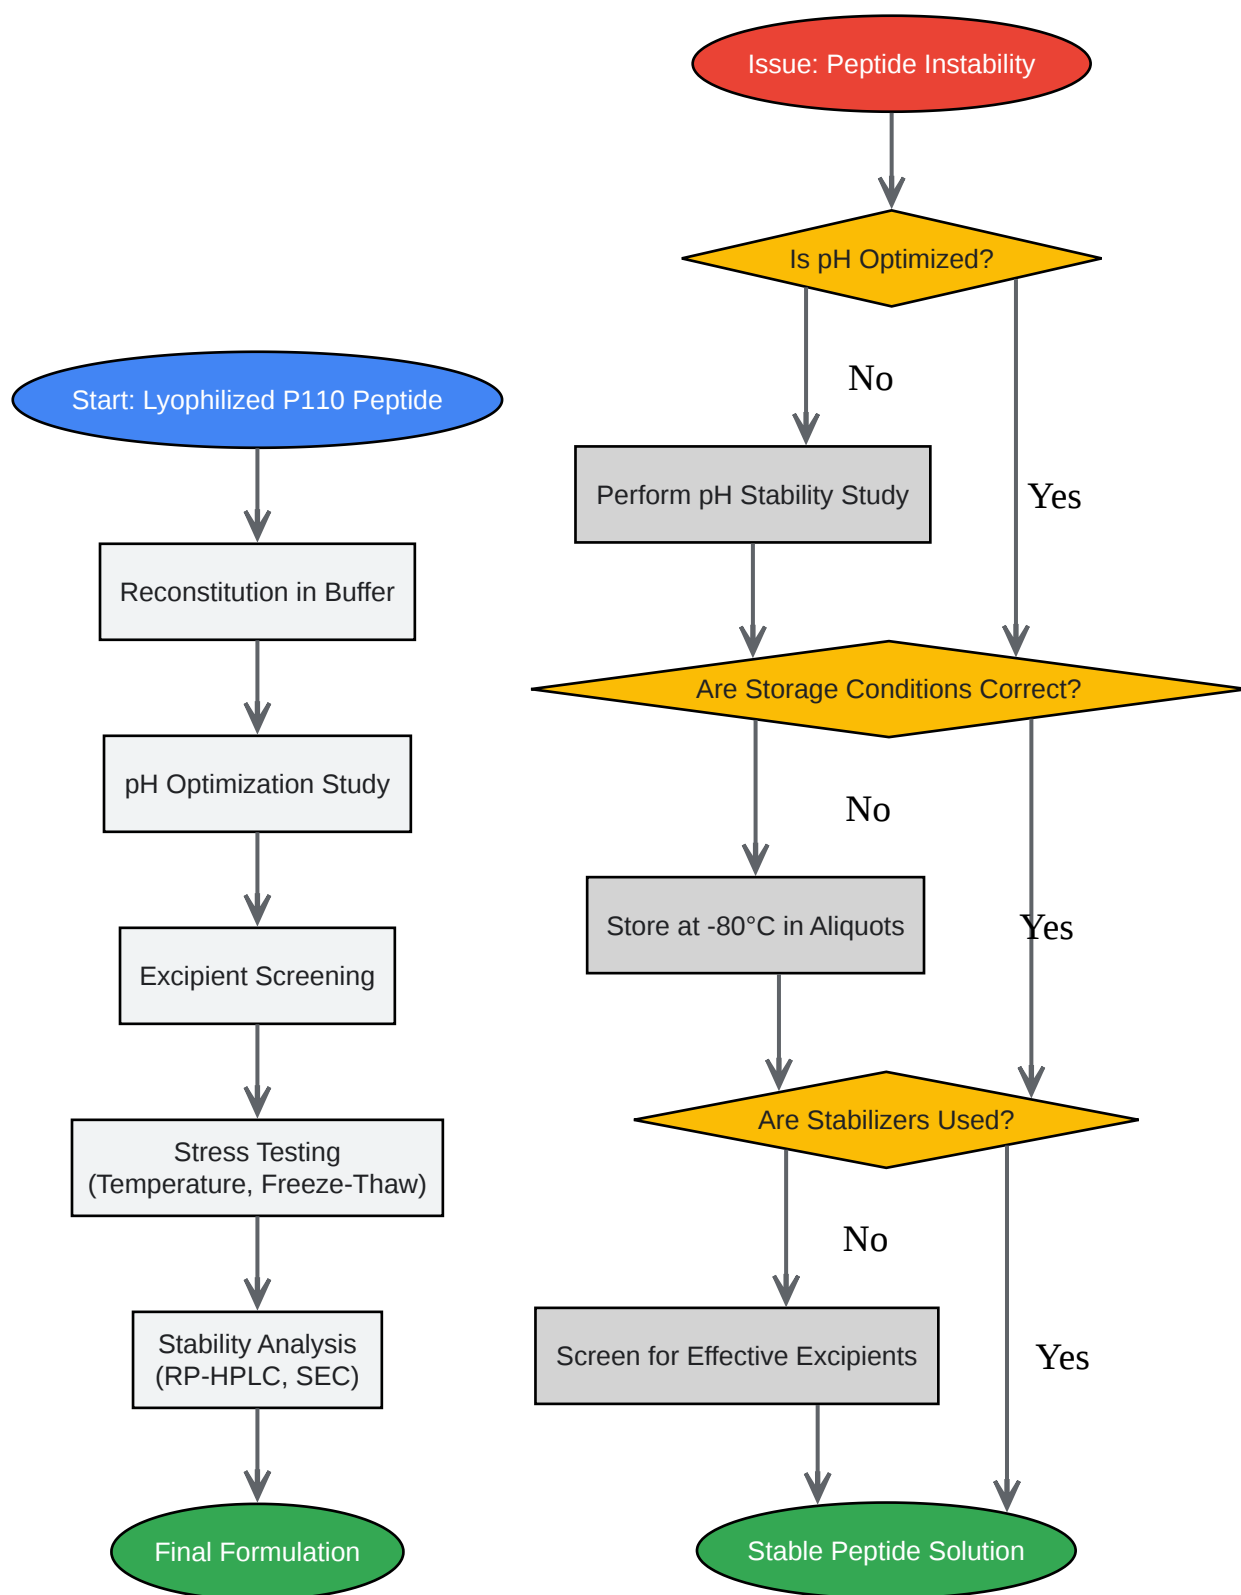 Start: Lyophilized P110 Peptide
Reconstitution in Buffer
pH Optimization Study
Excipient Screening
Stress Testing
(Temperature, Freeze-Thaw)
Stability Analysis
(RP-HPLC, SEC)
Final Formulation
Issue: Peptide Instability
Is pH Optimized?
No
Yes
Perform pH Stability Study
Are Storage Conditions Correct?
No
Yes
Store at -80°C in Aliquots
Are Stabilizers Used?
No
Yes
Screen for Effective Excipients
Stable Peptide Solution